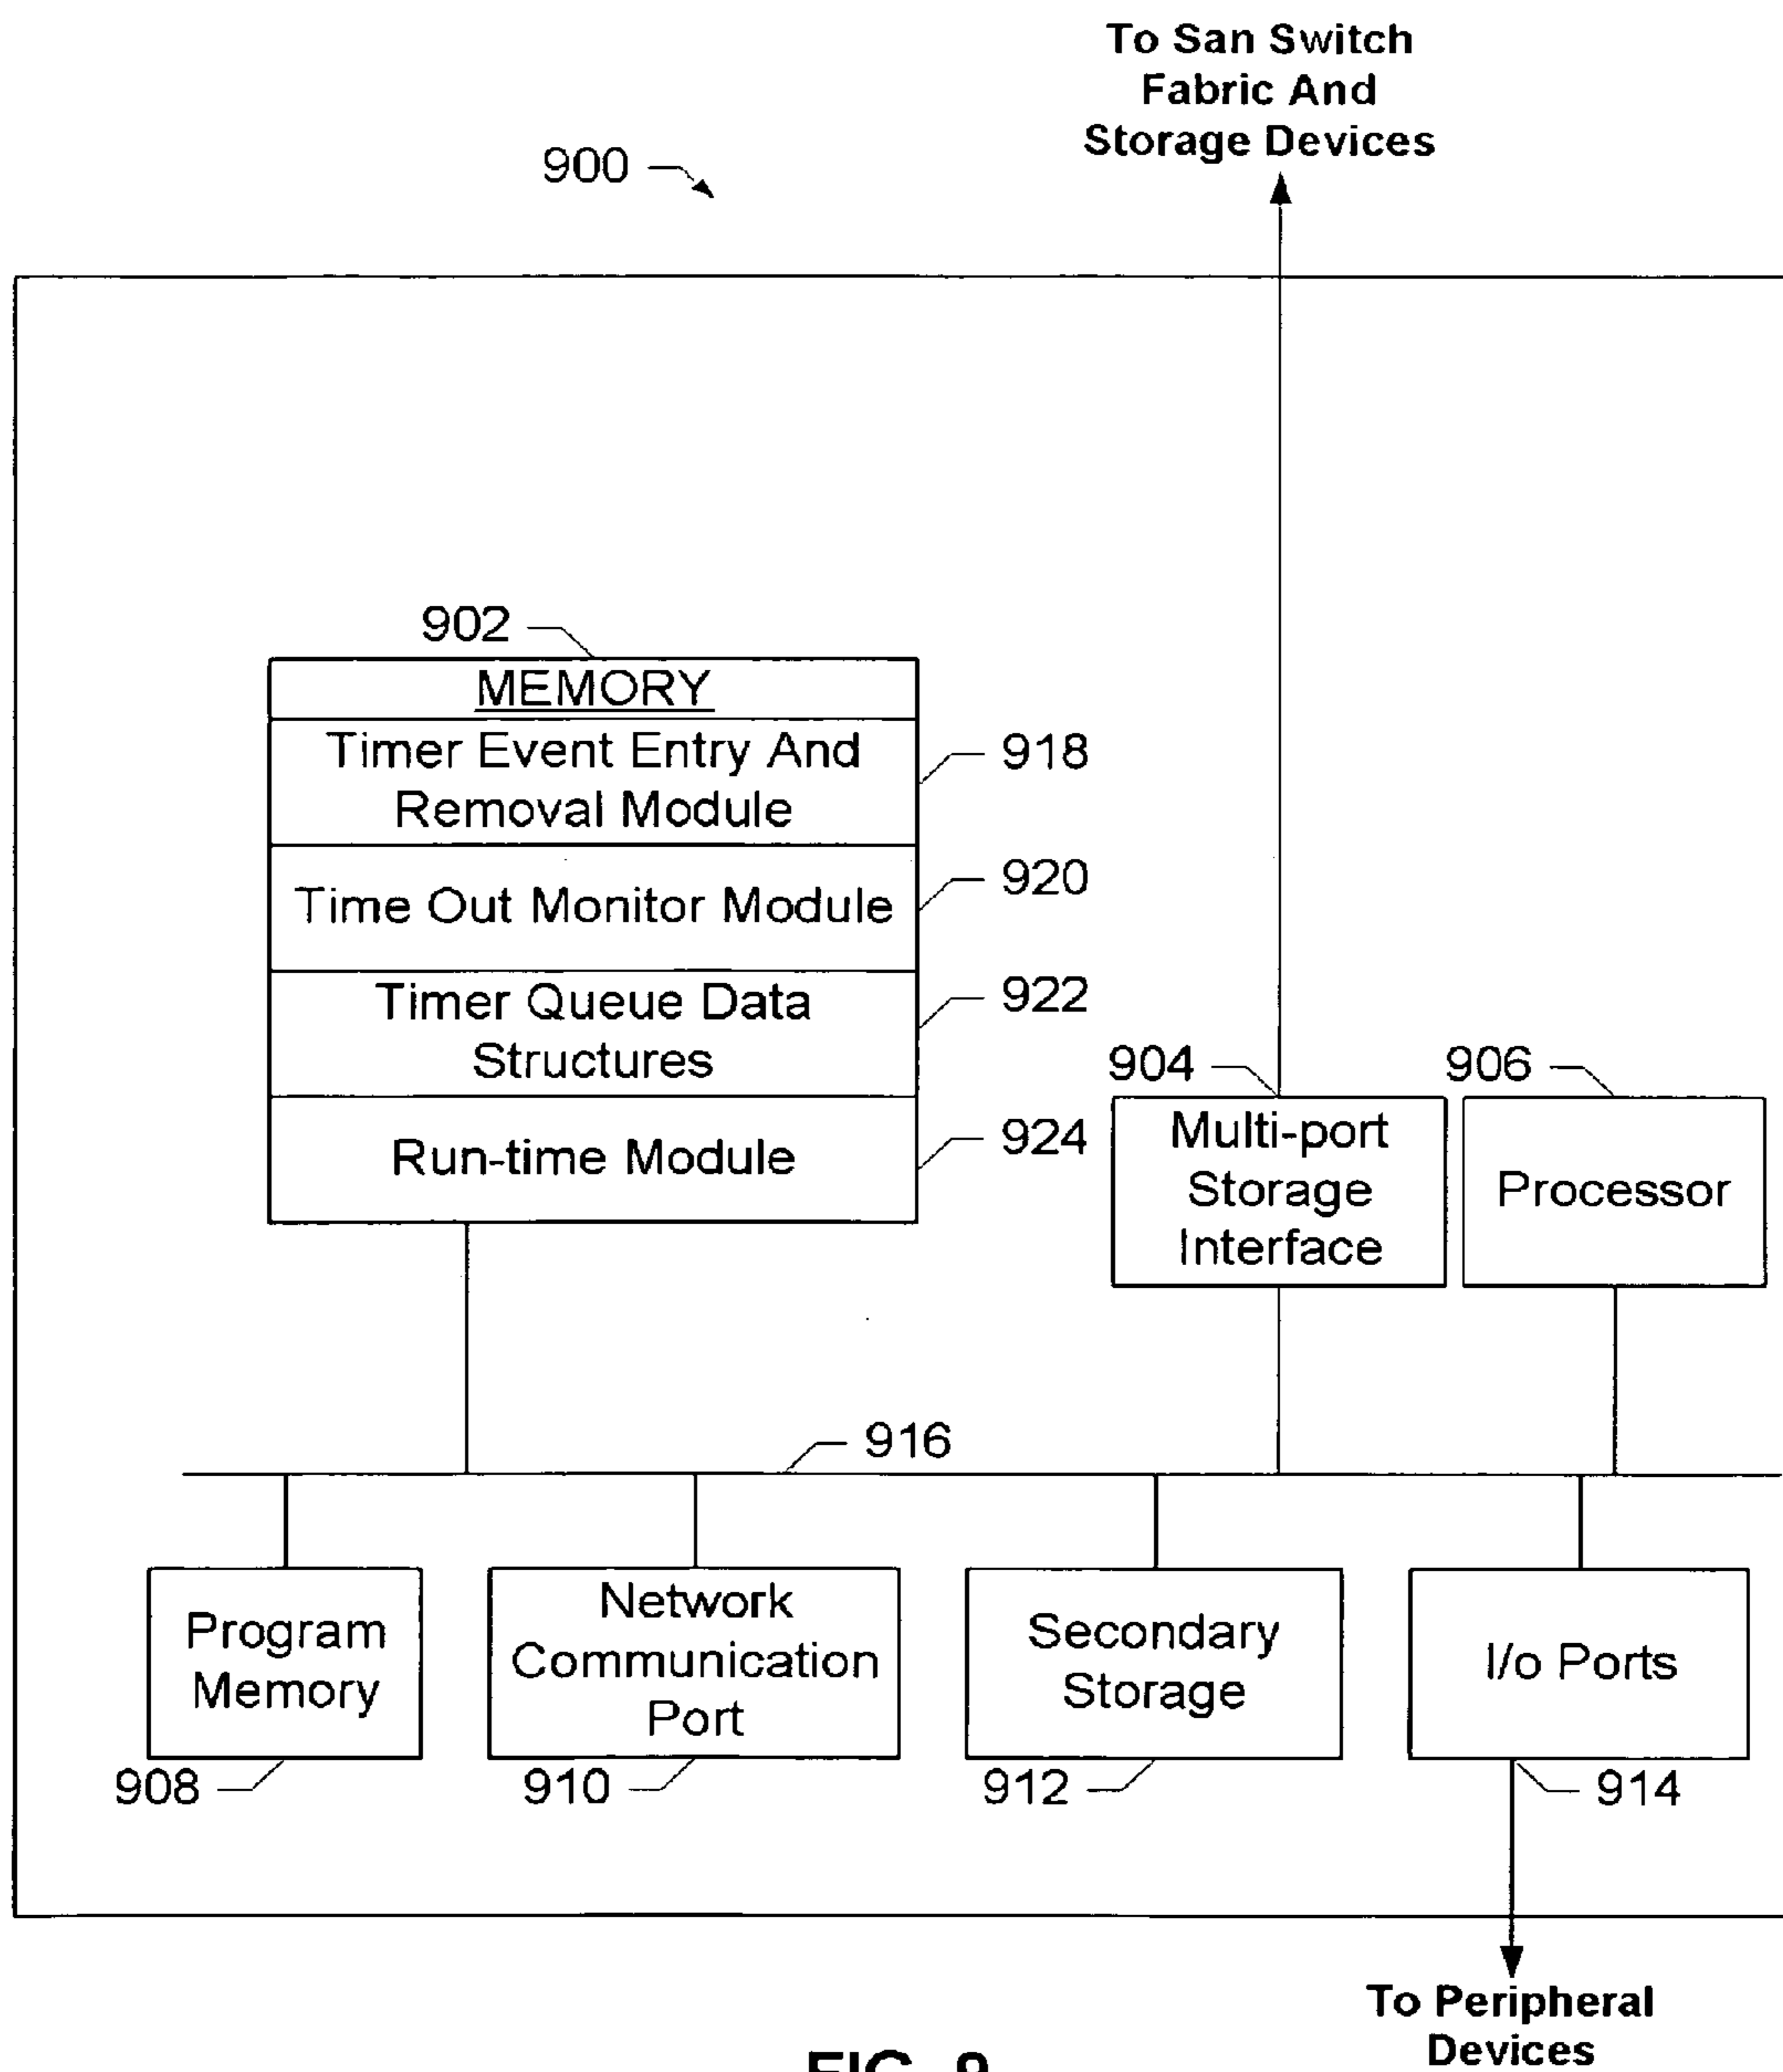 To San Switch
Fabric And
Storage Devices
900
902
MEMORY
Timer Event Entry And
Removal Module
918
Time Out Monitor Module
920
Timer Queue Data
Structures
922
Run-time Module
924
904
Multi-port
Storage
Interface
906
Processor
916
Program
Memory
908
Network
Communication
Port
910
Secondary
Storage
912
I/o Ports
914
To Peripheral
Devices
FIG. 9